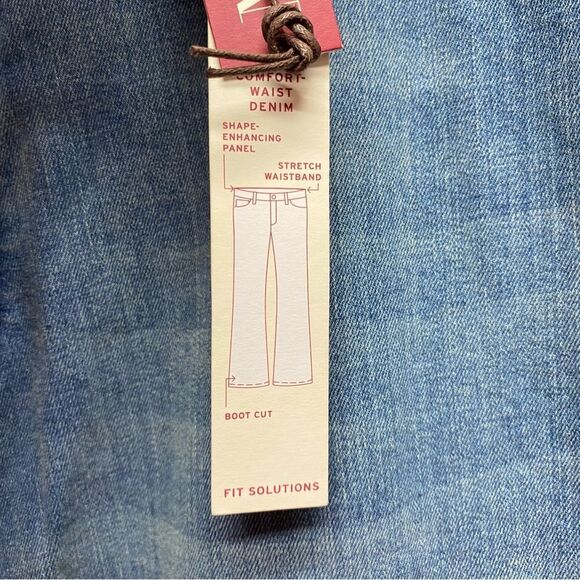 COMFORT-
WAIST
DENIM
SHAPE-
ENHANCING
PANEL
STRETCH
WAISTBAND
BOOT CUT
FIT SOLUTIONS